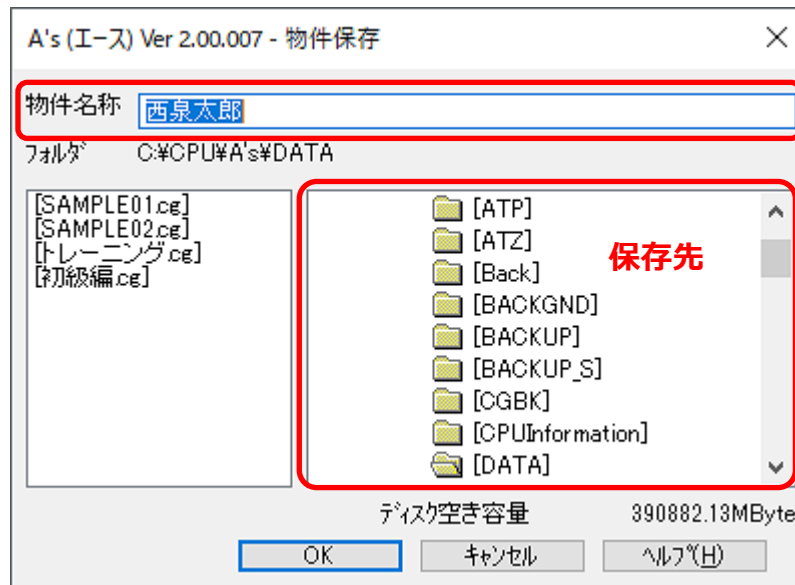 A's (エース) Ver 2.00.007 - 物件保存
物件名称 西泉太郎
フォルダ C:¥CPU¥A's¥DATA
[SAMPLE01.cg]
[SAMPLE02.cg]
[トレーニング.cg]
[初級編.cg]
[ATP]
[ATZ]
保存先
[Back]
[BACKGND]
[BACKUP]
[BACKUP_S]
[CGBK]
[CPUInformation]
[DATA]
ディスク空き容量 390882.13MByte
OK キャンセル ヘルプ(H)